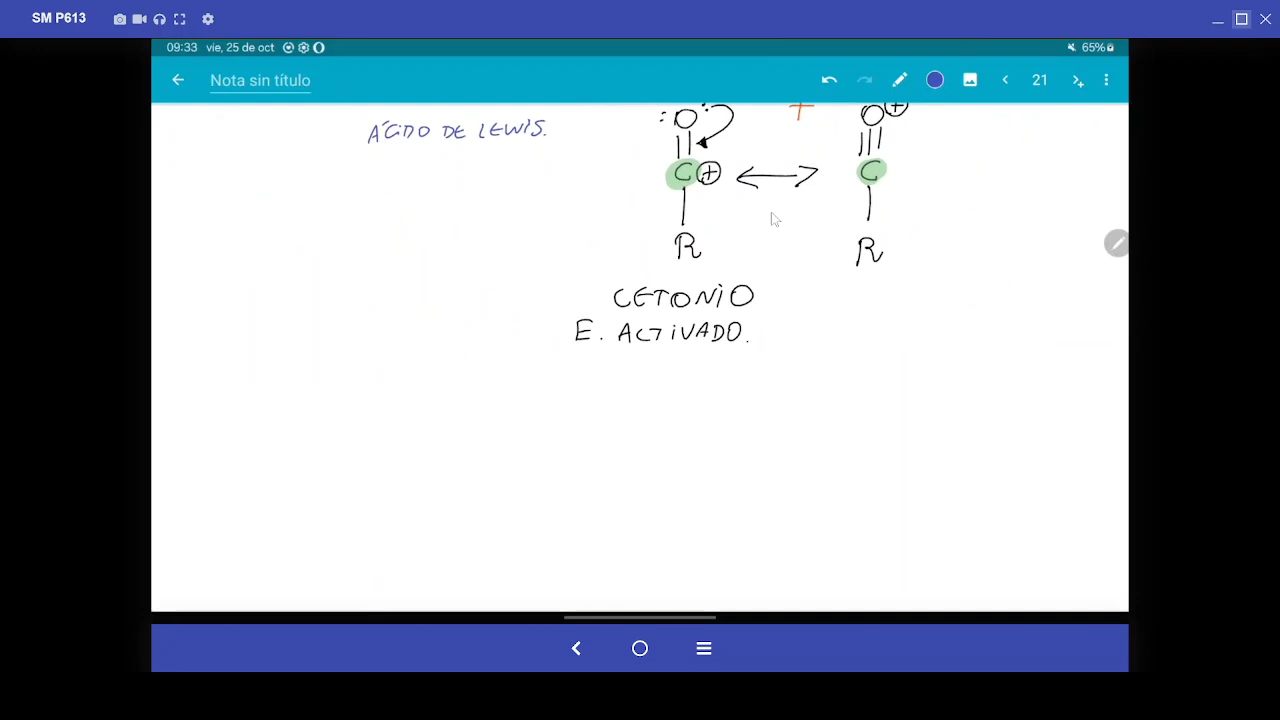 SM P613
09:33 vie, 25 de oct 65%
Nota sin título 21
ÁCIDO DE LEWIS.
:O: + O⊕
C⊕ C
R R
CETONIO
E. ACTIVADO.